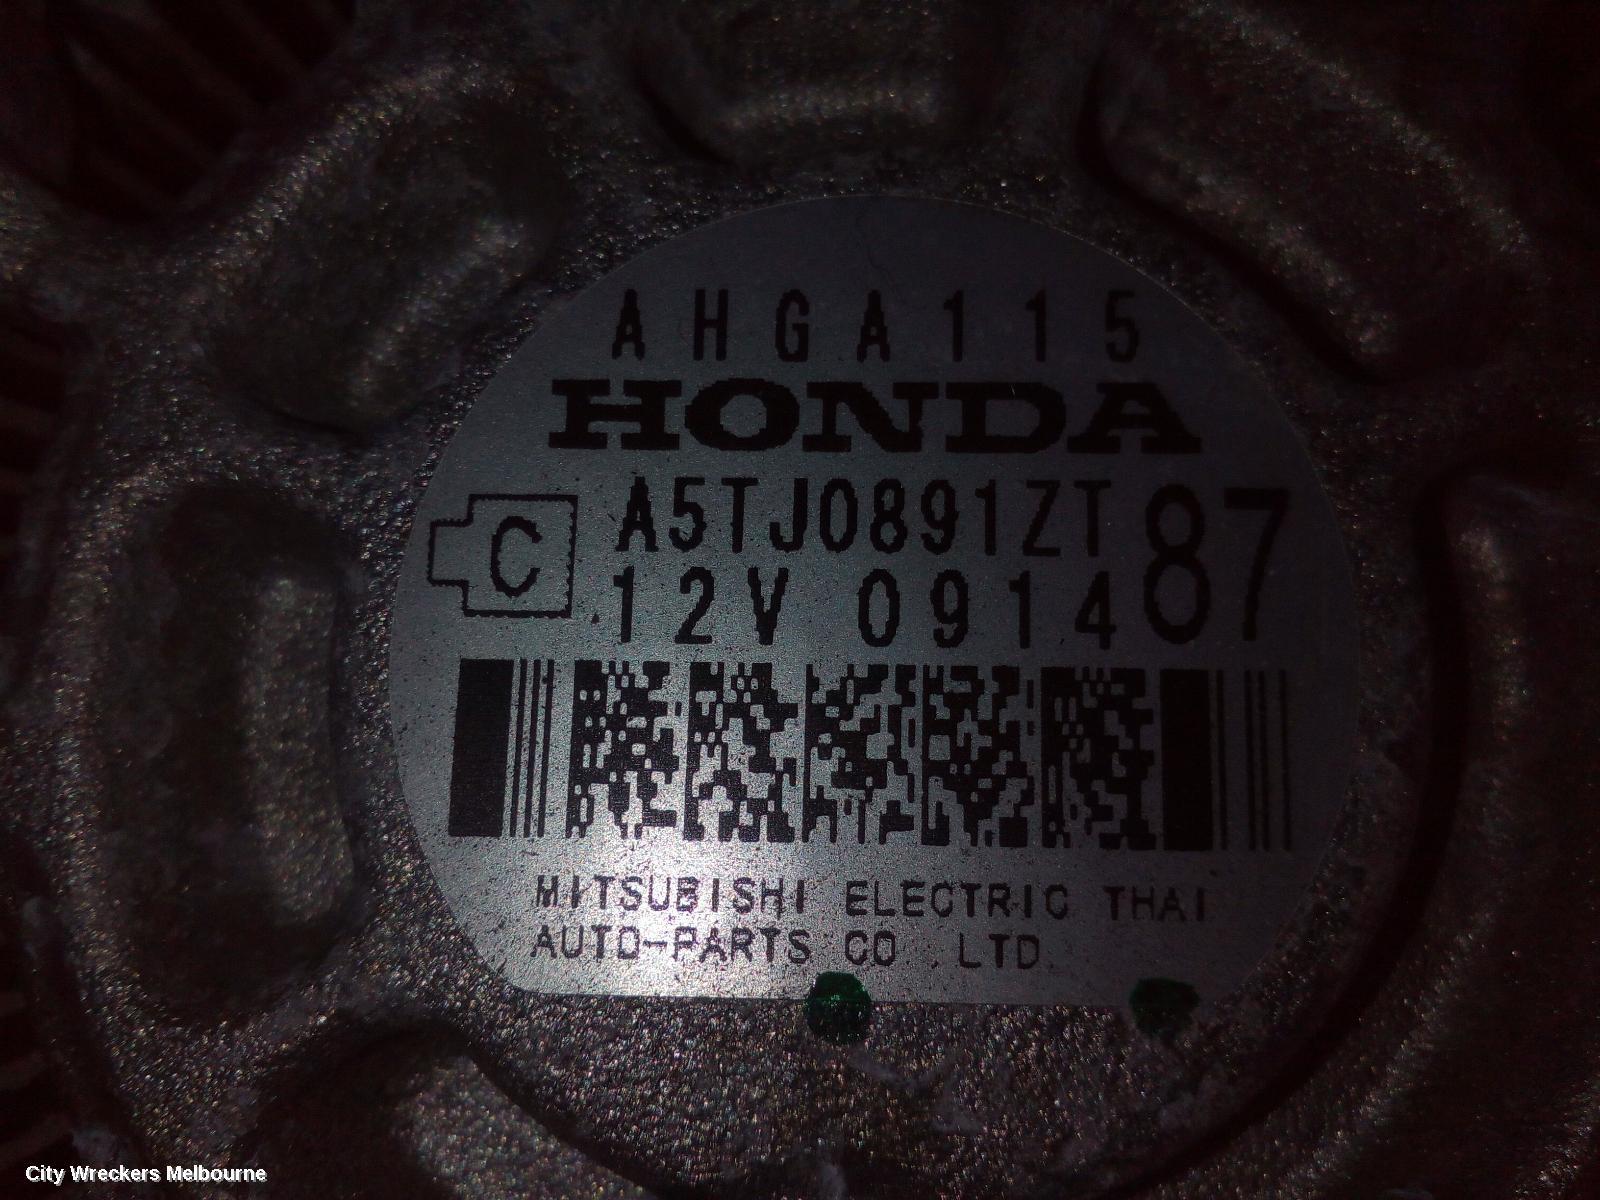 AHGA115
HONDA
C A5TJ0891ZT 87
12V 0914
MITSUBISHI ELECTRIC THAI
AUTO-PARTS CO.,LTD.
City Wreckers Melbourne